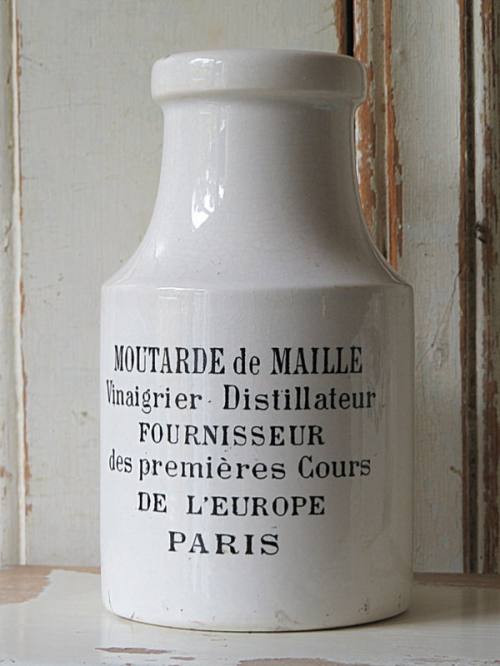 MOUTARDE de MAILLE
Vinaigrier - Distillateur
FOURNISSEUR
des premières Cours
DE L'EUROPE
PARIS